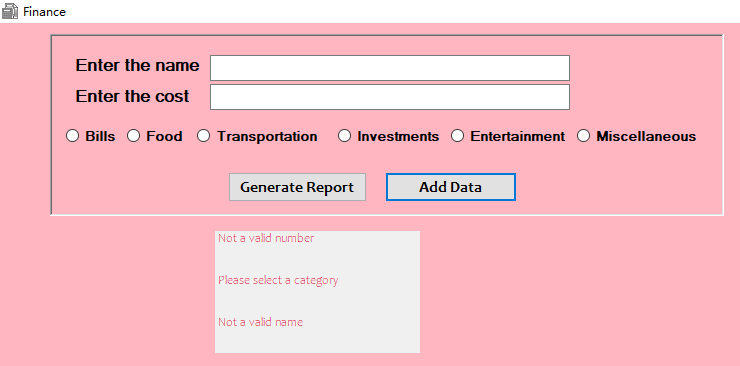 Finance
Enter the name
Enter the cost
Bills Food Transportation Investments Entertainment Miscellaneous
Generate Report Add Data
Not a valid number
Please select a category
Not a valid name